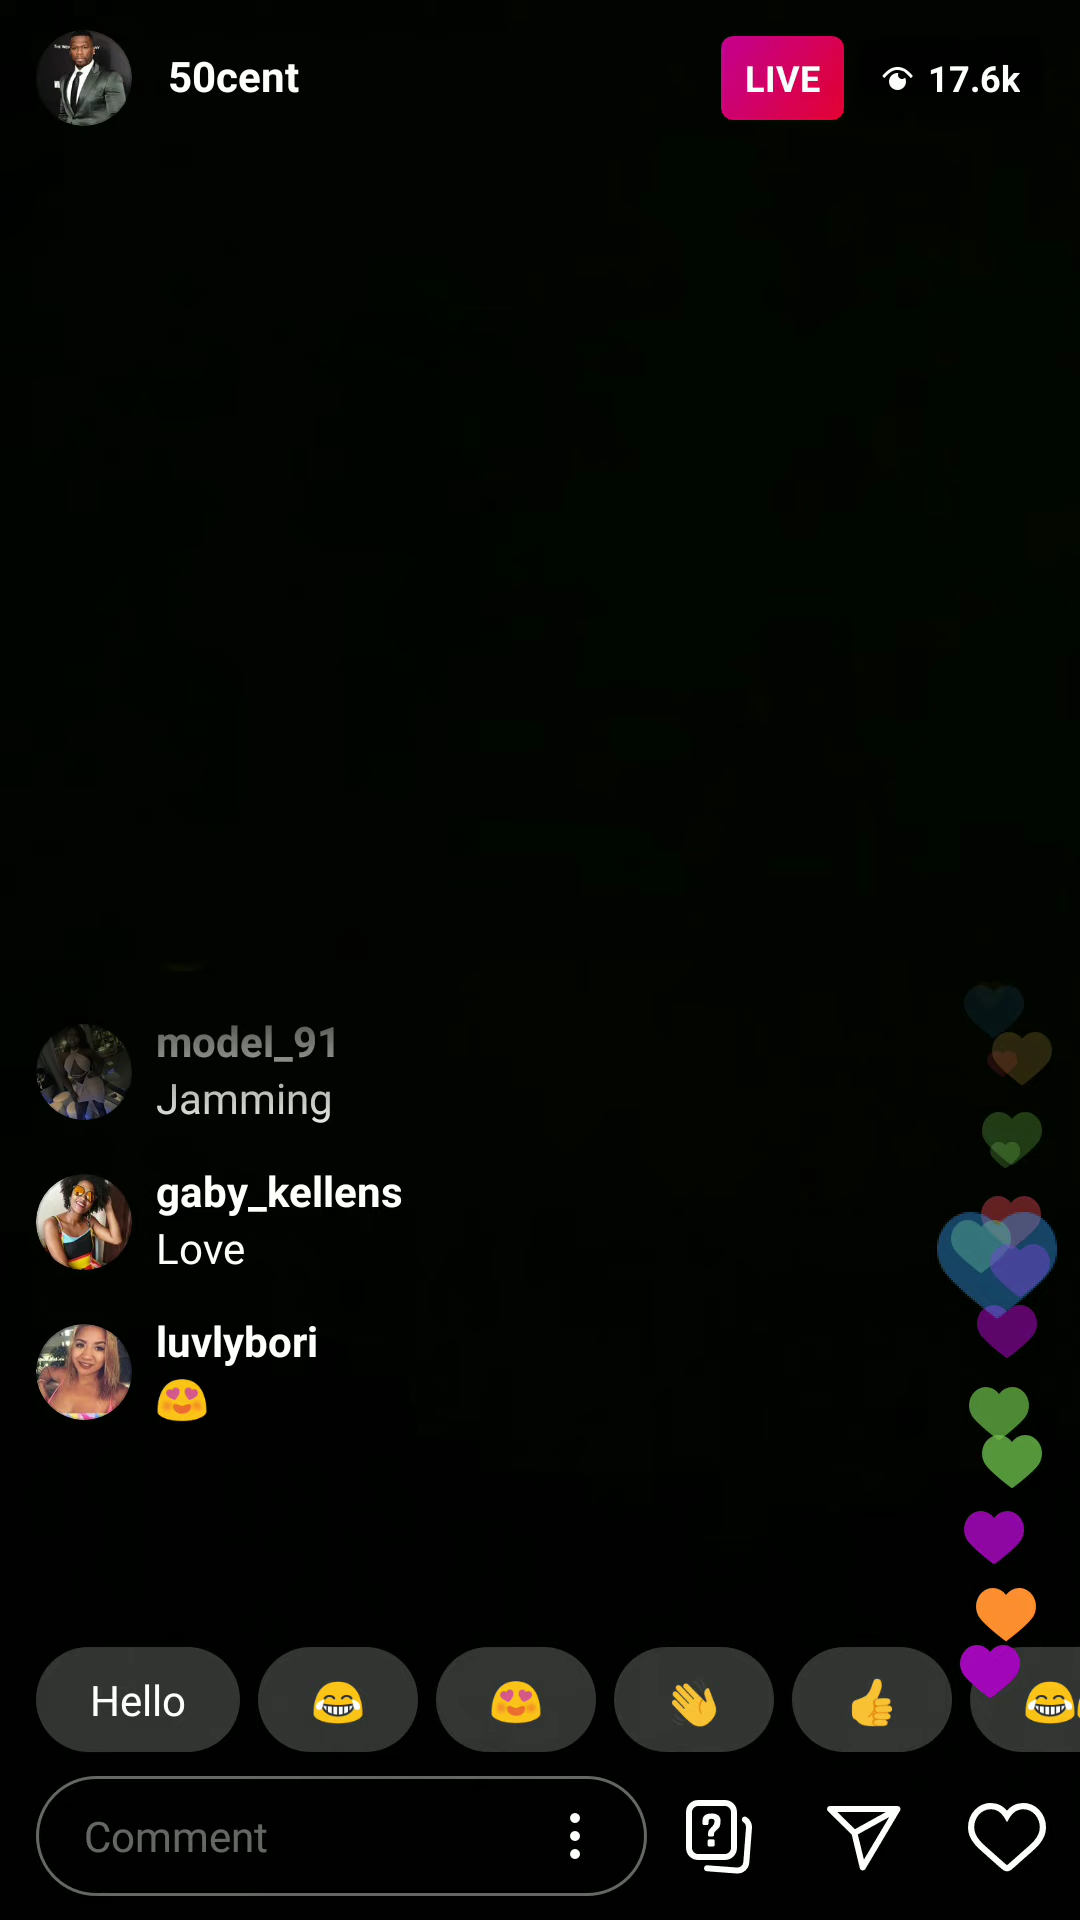 50cent
LIVE
17.6k
model_91
Jamming
gaby_kellens
Love
luvlybori
😍
Hello
😂
😍
👋
👍
😂
Comment
?